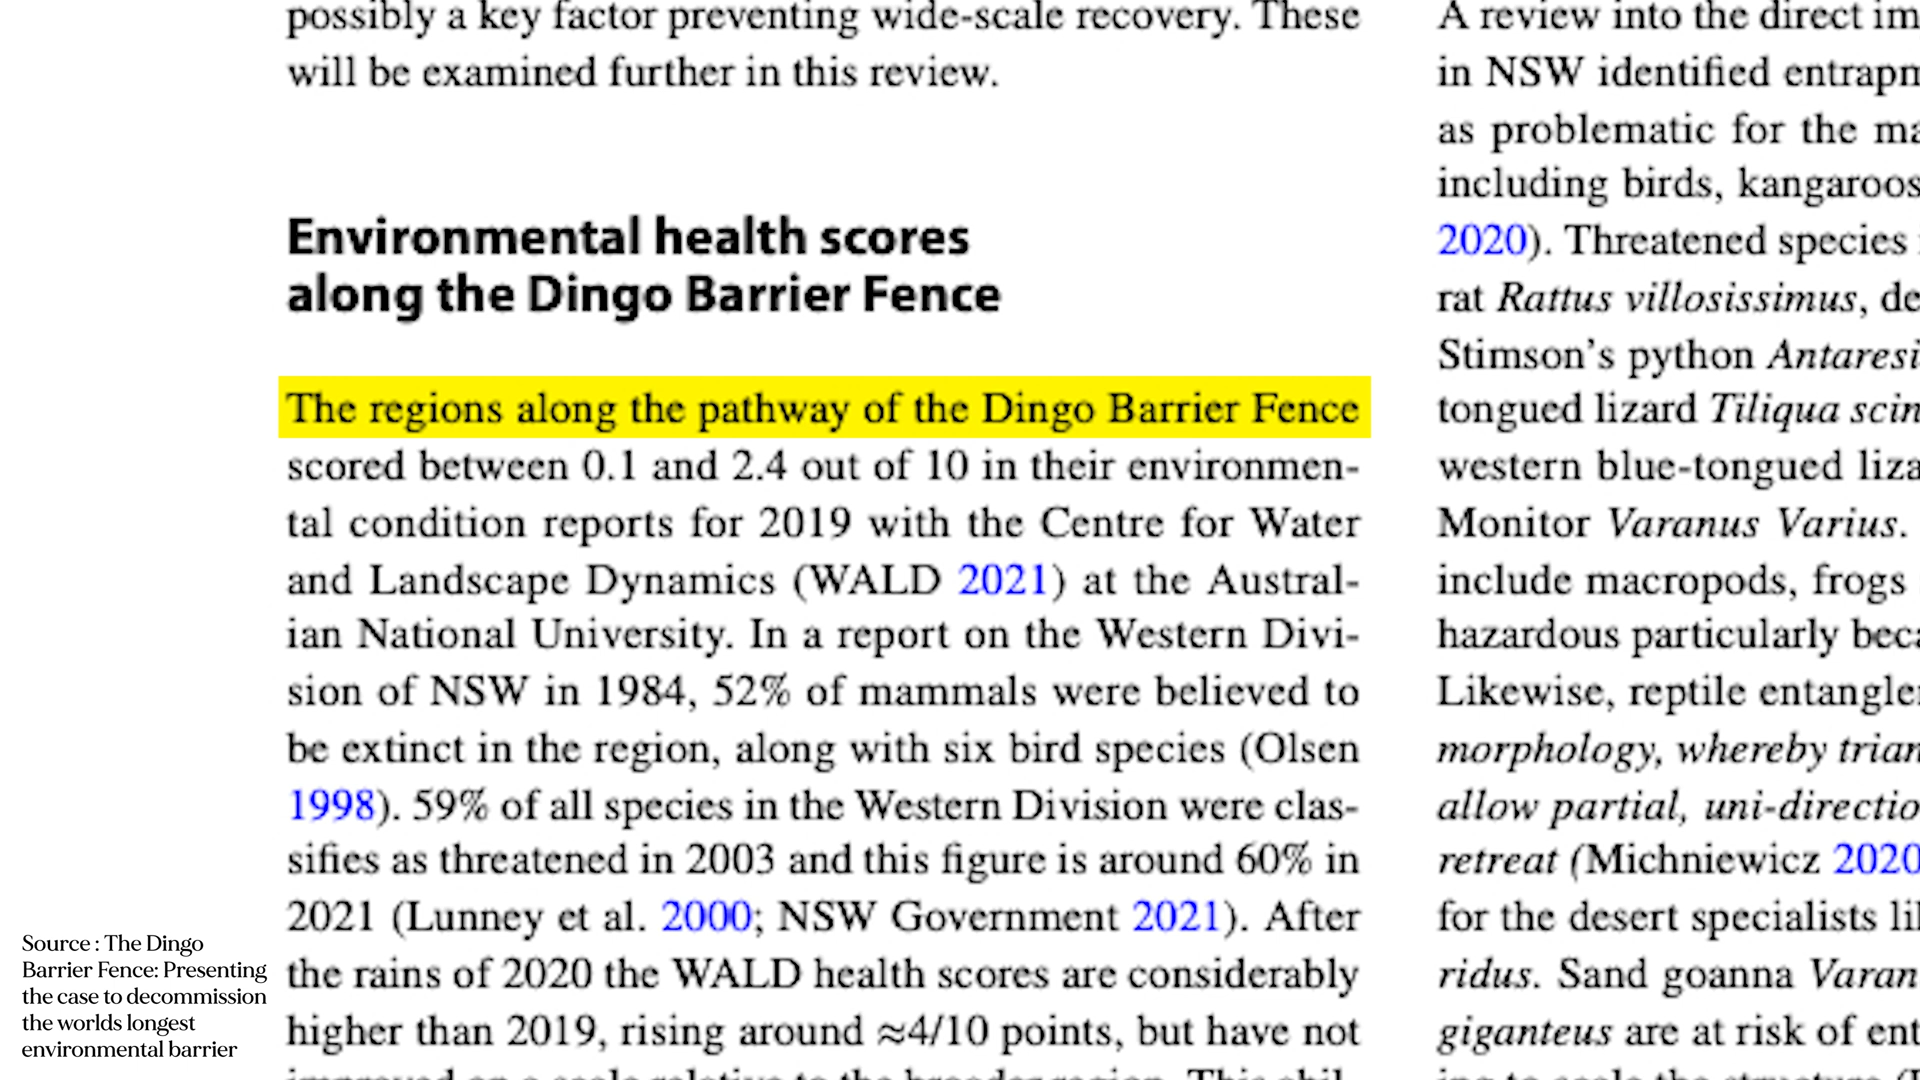 possibly a key factor preventing wide-scale recovery. These
will be examined further in this review.
Environmental health scores
along the Dingo Barrier Fence
The regions along the pathway of the Dingo Barrier Fence
scored between 0.1 and 2.4 out of 10 in their environmen-
tal condition reports for 2019 with the Centre for Water
and Landscape Dynamics (WALD 2021) at the Austral-
ian National University. In a report on the Western Divi-
sion of NSW in 1984, 52% of mammals were believed to
be extinct in the region, along with six bird species (Olsen
1998). 59% of all species in the Western Division were clas-
sifies as threatened in 2003 and this figure is around 60% in
2021 (Lunney et al. 2000; NSW Government 2021). After
the rains of 2020 the WALD health scores are considerably
higher than 2019, rising around ≈4/10 points, but have not
A review into the direct
in NSW identified
as problematic for the
including birds, kangaroos
2020). Threatened species
rat Rattus villosissimus,
Stimson's python
tongued lizard Tiliqua
western blue-tongued
Monitor Varanus Varius.
include macropods, frogs
hazardous particularly
Likewise, reptile
morphology, whereby
allow partial,
retreat (Michniewicz 2020
for the desert specialists
ridus. Sand goanna
giganteus are at risk of
Source : The Dingo
Barrier Fence: Presenting
the case to decommission
the worlds longest
environmental barrier